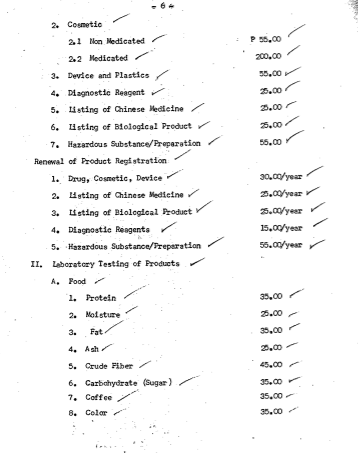 - 6 -
2. Cosmetic
2.1 Non Medicated P 55.00
2.2 Medicated 200.00
3. Device and Plastics 55.00
4. Diagnostic Reagent 25.00
5. Listing of Chinese Medicine 25.00
6. Listing of Biological Product 25.00
7. Hazardous Substance/Preparation 55.00
Renewal of Product Registration
1. Drug, Cosmetic, Device 30.00/year
2. Listing of Chinese Medicine 25.00/year
3. Listing of Biological Product 25.00/year
4. Diagnostic Reagents 15.00/year
5. Hazardous Substance/Preparation 55.00/year
II. Laboratory Testing of Products
A. Food
1. Protein 35.00
2. Moisture 25.00
3. Fat 35.00
4. Ash 25.00
5. Crude Fiber 45.00
6. Carbohydrate (Sugar) 35.00
7. Coffee 35.00
8. Color 35.00